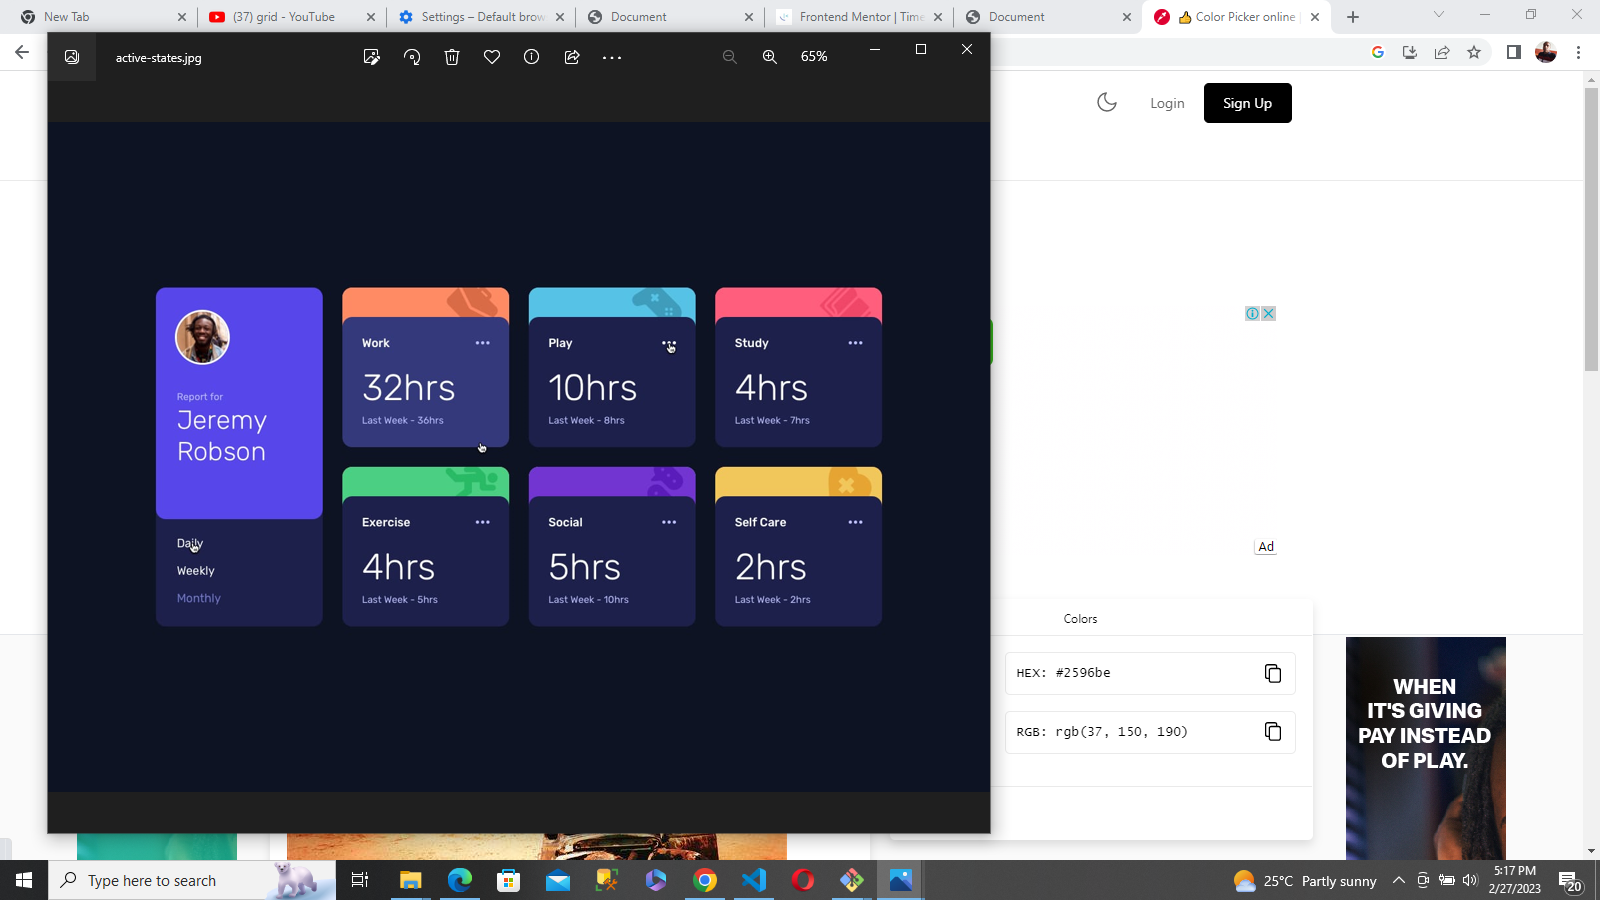 New Tab
(37) grid - YouTube
Settings – Default brow
Document
Frontend Mentor | Time
Document
Color Picker online
active-states.jpg
65%
Login
Sign Up
Report for
Jeremy
Robson
Daily
Weekly
Monthly
Work
32hrs
Last Week - 36hrs
Play
10hrs
Last Week - 8hrs
Study
4hrs
Last Week - 7hrs
Exercise
4hrs
Last Week - 5hrs
Social
5hrs
Last Week - 10hrs
Self Care
2hrs
Last Week - 2hrs
Ad
Colors
HEX: #2596be
RGB: rgb(37, 150, 190)
WHEN
IT'S GIVING
PAY INSTEAD
OF PLAY.
Type here to search
25°C Partly sunny
5:17 PM
2/27/2023
20